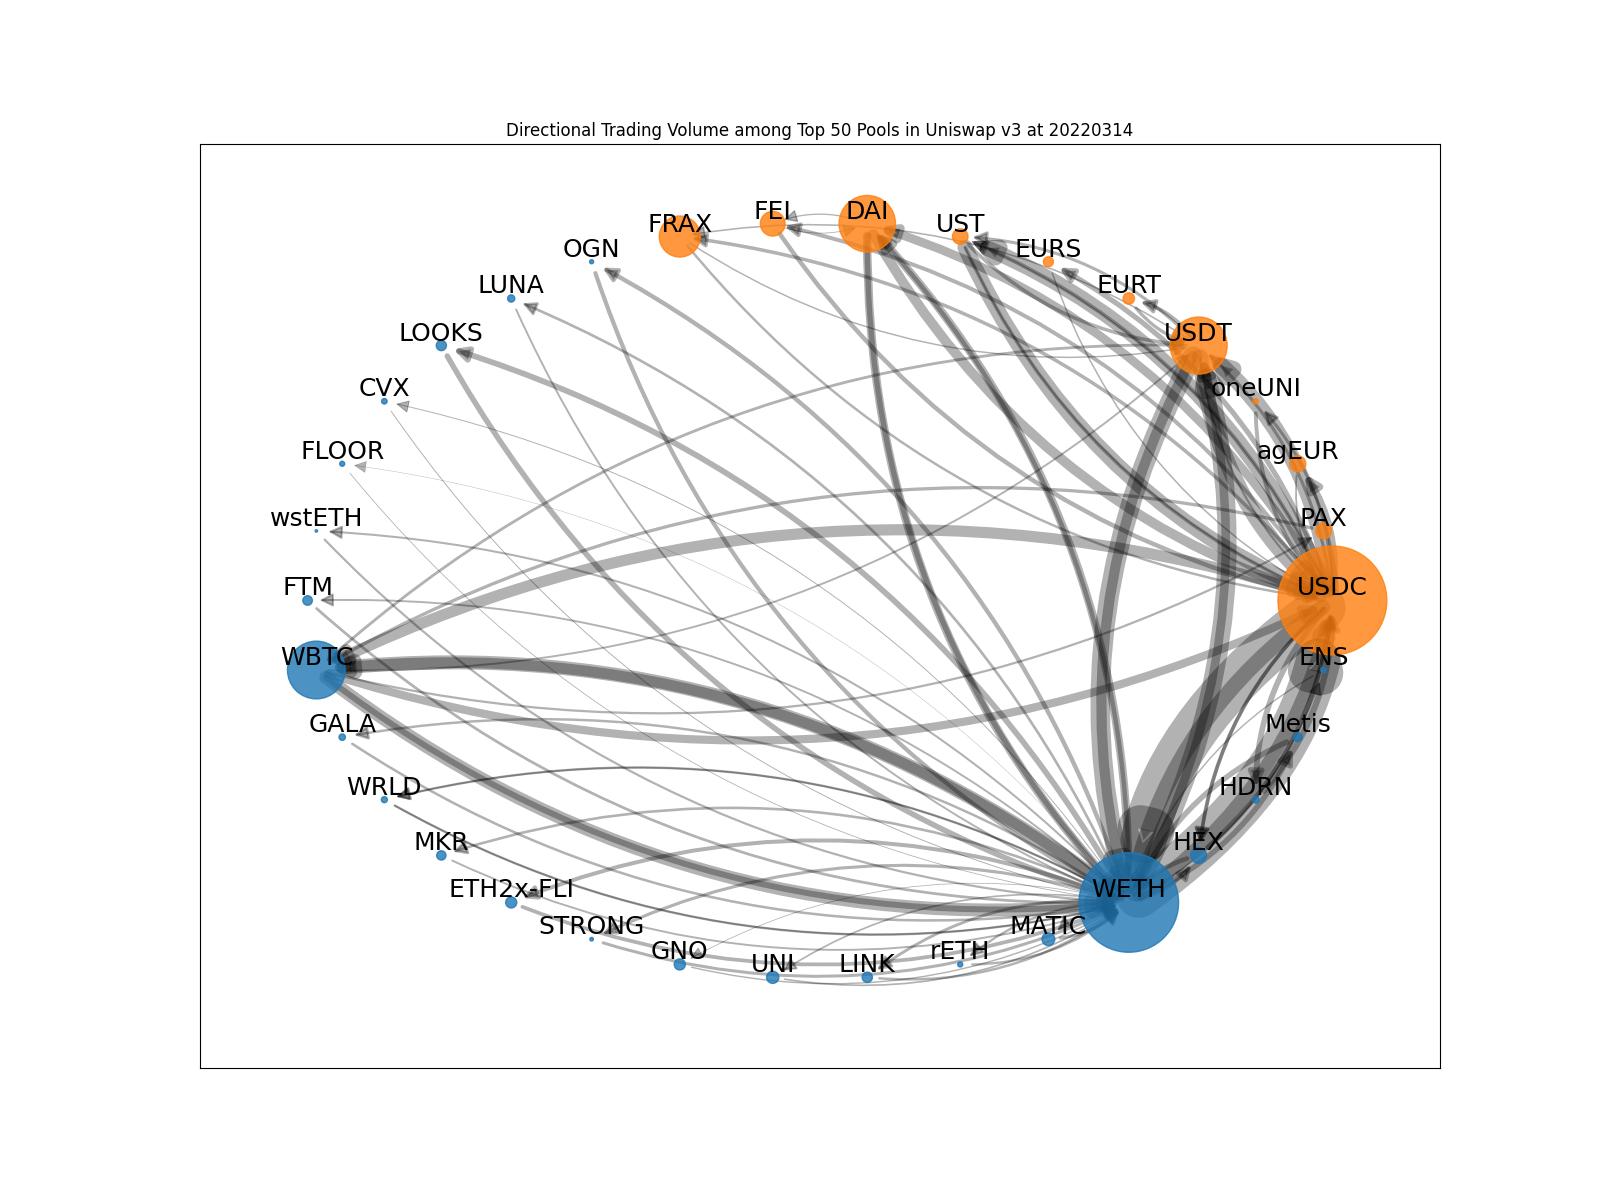 Directional Trading Volume among Top 50 Pools in Uniswap v3 at 20220314
FRAX
FEI
DAI
UST
OGN
EURS
LUNA
EURT
LOOKS
USDT
CVX
oneUNI
FLOOR
agEUR
wstETH
PAX
FTM
USDC
WBTC
ENS
GALA
Metis
WRLD
HDRN
MKR
HEX
ETH2x-FLI
WETH
STRONG
MATIC
GNO
rETH
UNI
LINK